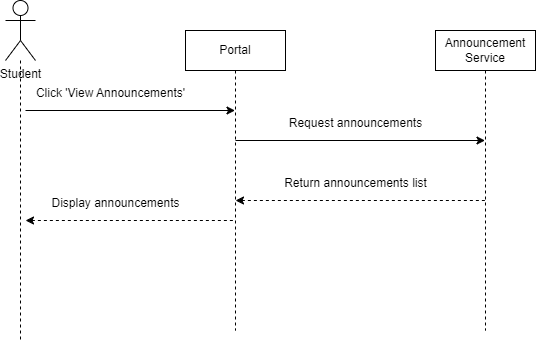 Portal
Announcement
Service
Student
Click 'View Announcements'
Request announcements
Return announcements list
Display announcements